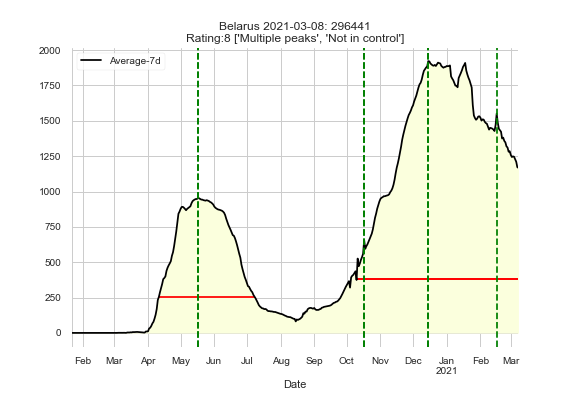 Belarus 2021-03-08: 296441
Rating:8 ['Multiple peaks', 'Not in control']
Average-7d
2000
1750
1500
1250
1000
750
500
250
0
Feb Mar Apr May Jun Jul Aug Sep Oct Nov Dec Jan Feb Mar
2021
Date